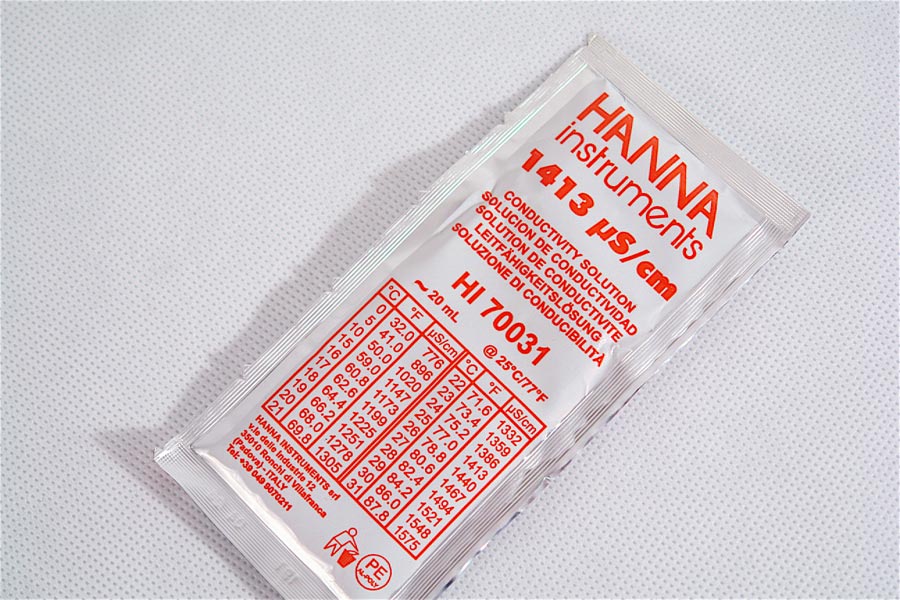 HANNA
instruments
1413 µS/cm
CONDUCTIVITY SOLUTION
SOLUCION DE CONDUCTIVIDAD
SOLUTION DE CONDUCTIVITE
LEITFÄHIGKEITSLÖSUNG
SOLUZIONE DI CONDUCIBILITÀ
HI 70031
~ 20 mL @ 25°C/77°F
°C °F µS/cm °C °F µS/cm
0 32.0 776 22 71.6 1332
5 41.0 896 23 73.4 1359
10 50.0 1020 24 75.2 1386
15 59.0 1147 25 77.0 1413
16 60.8 1173 26 78.8 1440
17 62.6 1199 27 80.6 1467
18 64.4 1225 28 82.4 1494
19 66.2 1251 29 84.2 1521
20 68.0 1278 30 86.0 1548
21 69.8 1305 31 87.8 1575
HANNA INSTRUMENTS srl
V.le delle Industrie 12
35010 Ronchi di Villafranca
(Padova) - ITALY
Tel. +39 049 9070211
PE
AL-POLY